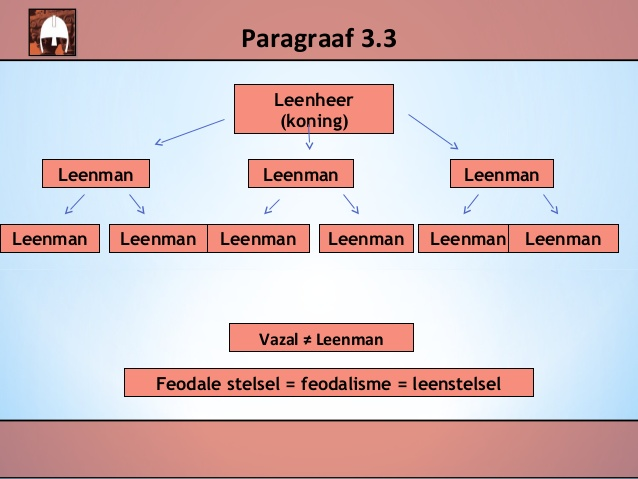 Paragraaf 3.3
Leenheer
(koning)
Leenman
Leenman
Leenman
Leenman
Leenman
Leenman
Leenman
Leenman
Leenman
Vazal ≠ Leenman
Feodale stelsel = feodalisme = leenstelsel